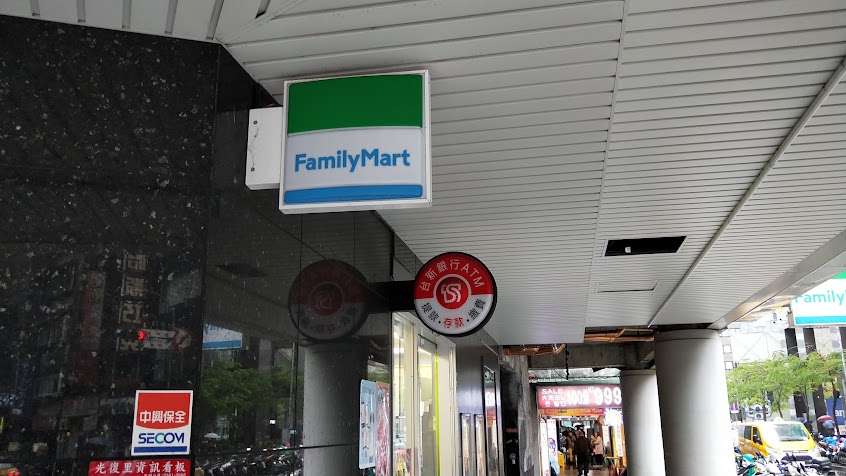 FamilyMart
台新銀行ATM
提款·存款·繳費
中興保全
SECOM
光復里資訊看板
SALE
999
Family